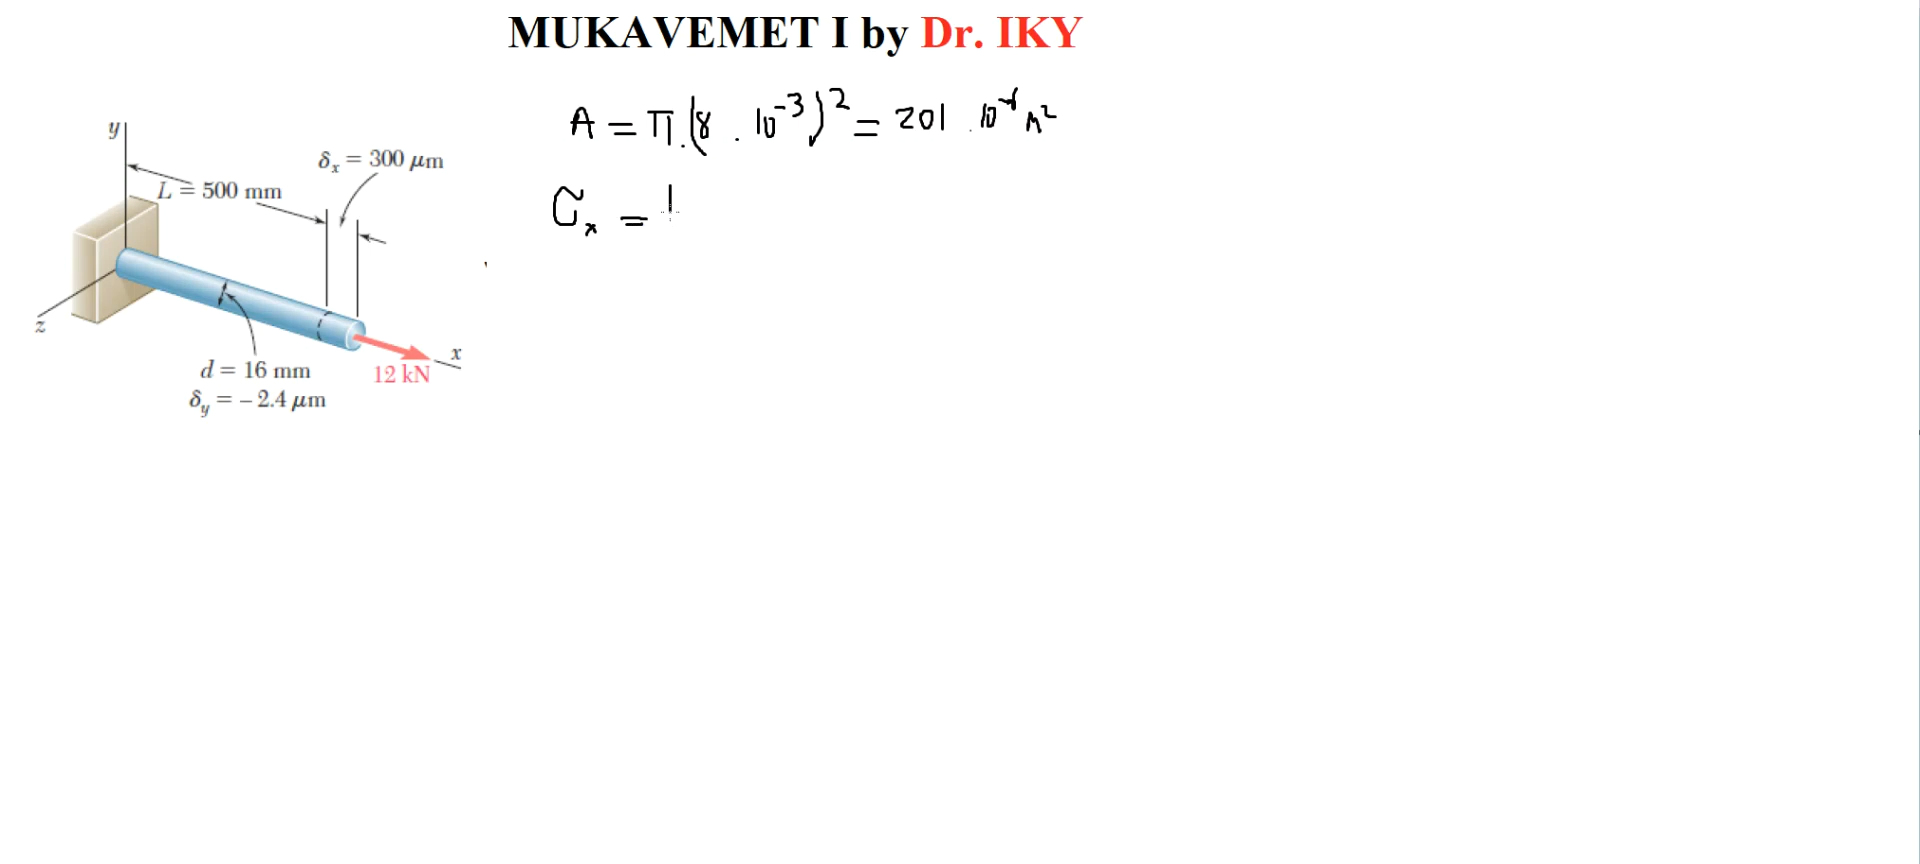 MUKAVEMET I by Dr. IKY
A = π.(8 . 10⁻³)² = 201 . 10⁻⁶ m²
y
δx = 300 μm
L = 500 mm
z
d = 16 mm
δy = – 2.4 μm
12 kN
x